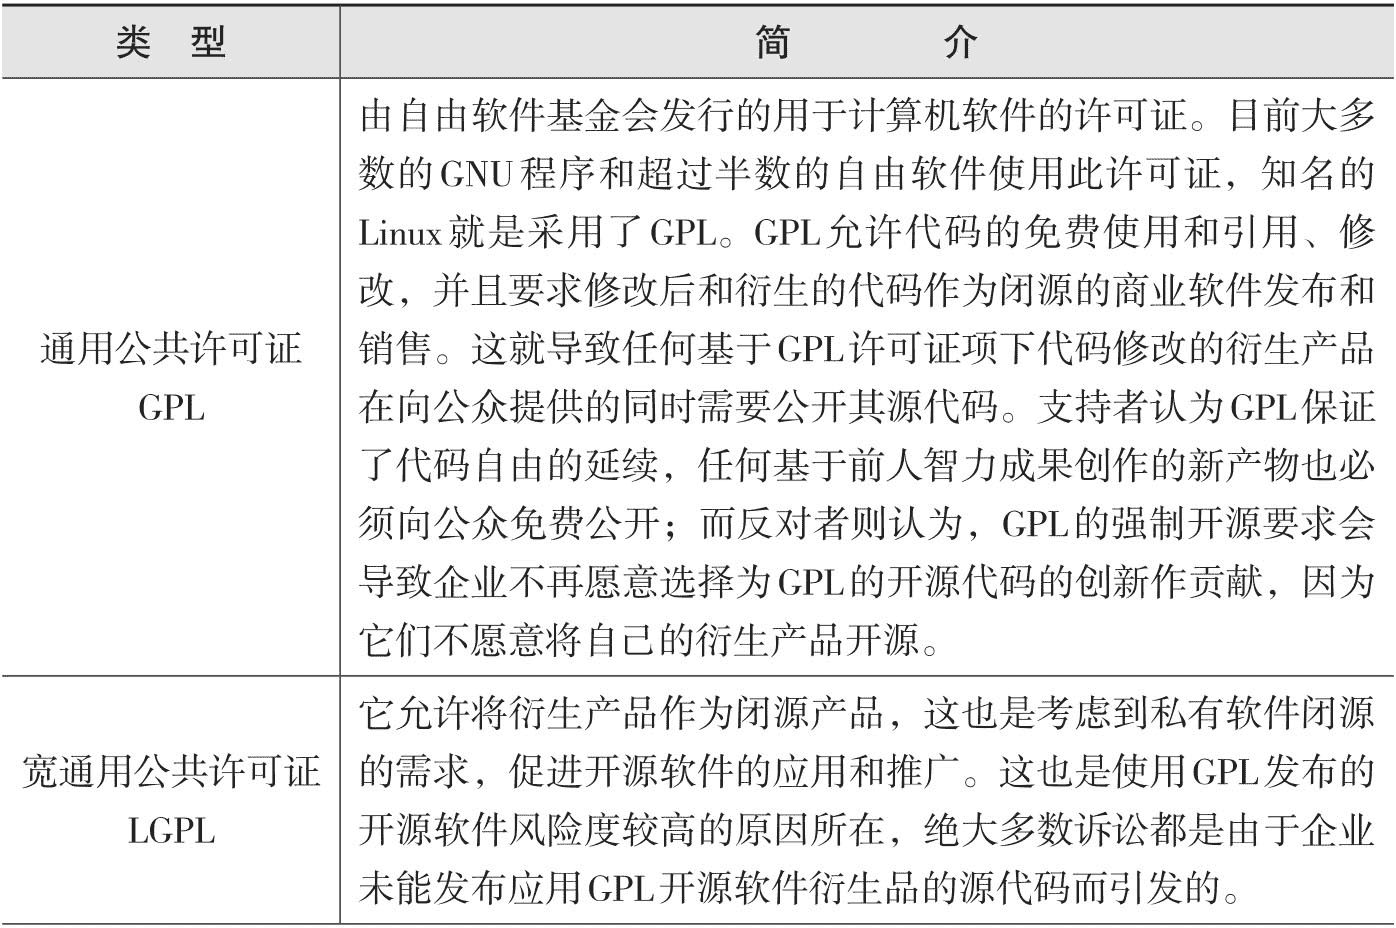 类 型
简 介
由自由软件基金会发行的用于计算机软件的许可证。目前大多
数的GNU程序和超过半数的自由软件使用此许可证，知名的
Linux就是采用了GPL。GPL允许代码的免费使用和引用、修
改，并且要求修改后和衍生的代码作为闭源的商业软件发布和
销售。这就导致任何基于GPL许可证项下代码修改的衍生产品
在向公众提供的同时需要公开其源代码。支持者认为GPL保证
了代码自由的延续，任何基于前人智力成果创作的新产物也必
须向公众免费公开；而反对者则认为，GPL的强制开源要求会
导致企业不再愿意选择为GPL的开源代码的创新作贡献，因为
它们不愿意将自己的衍生产品开源。
通用公共许可证
GPL
它允许将衍生产品作为闭源产品，这也是考虑到私有软件闭源
的需求，促进开源软件的应用和推广。这也是使用GPL发布的
开源软件风险度较高的原因所在，绝大多数诉讼都是由于企业
未能发布应用GPL开源软件衍生品的源代码而引发的。
宽通用公共许可证
LGPL